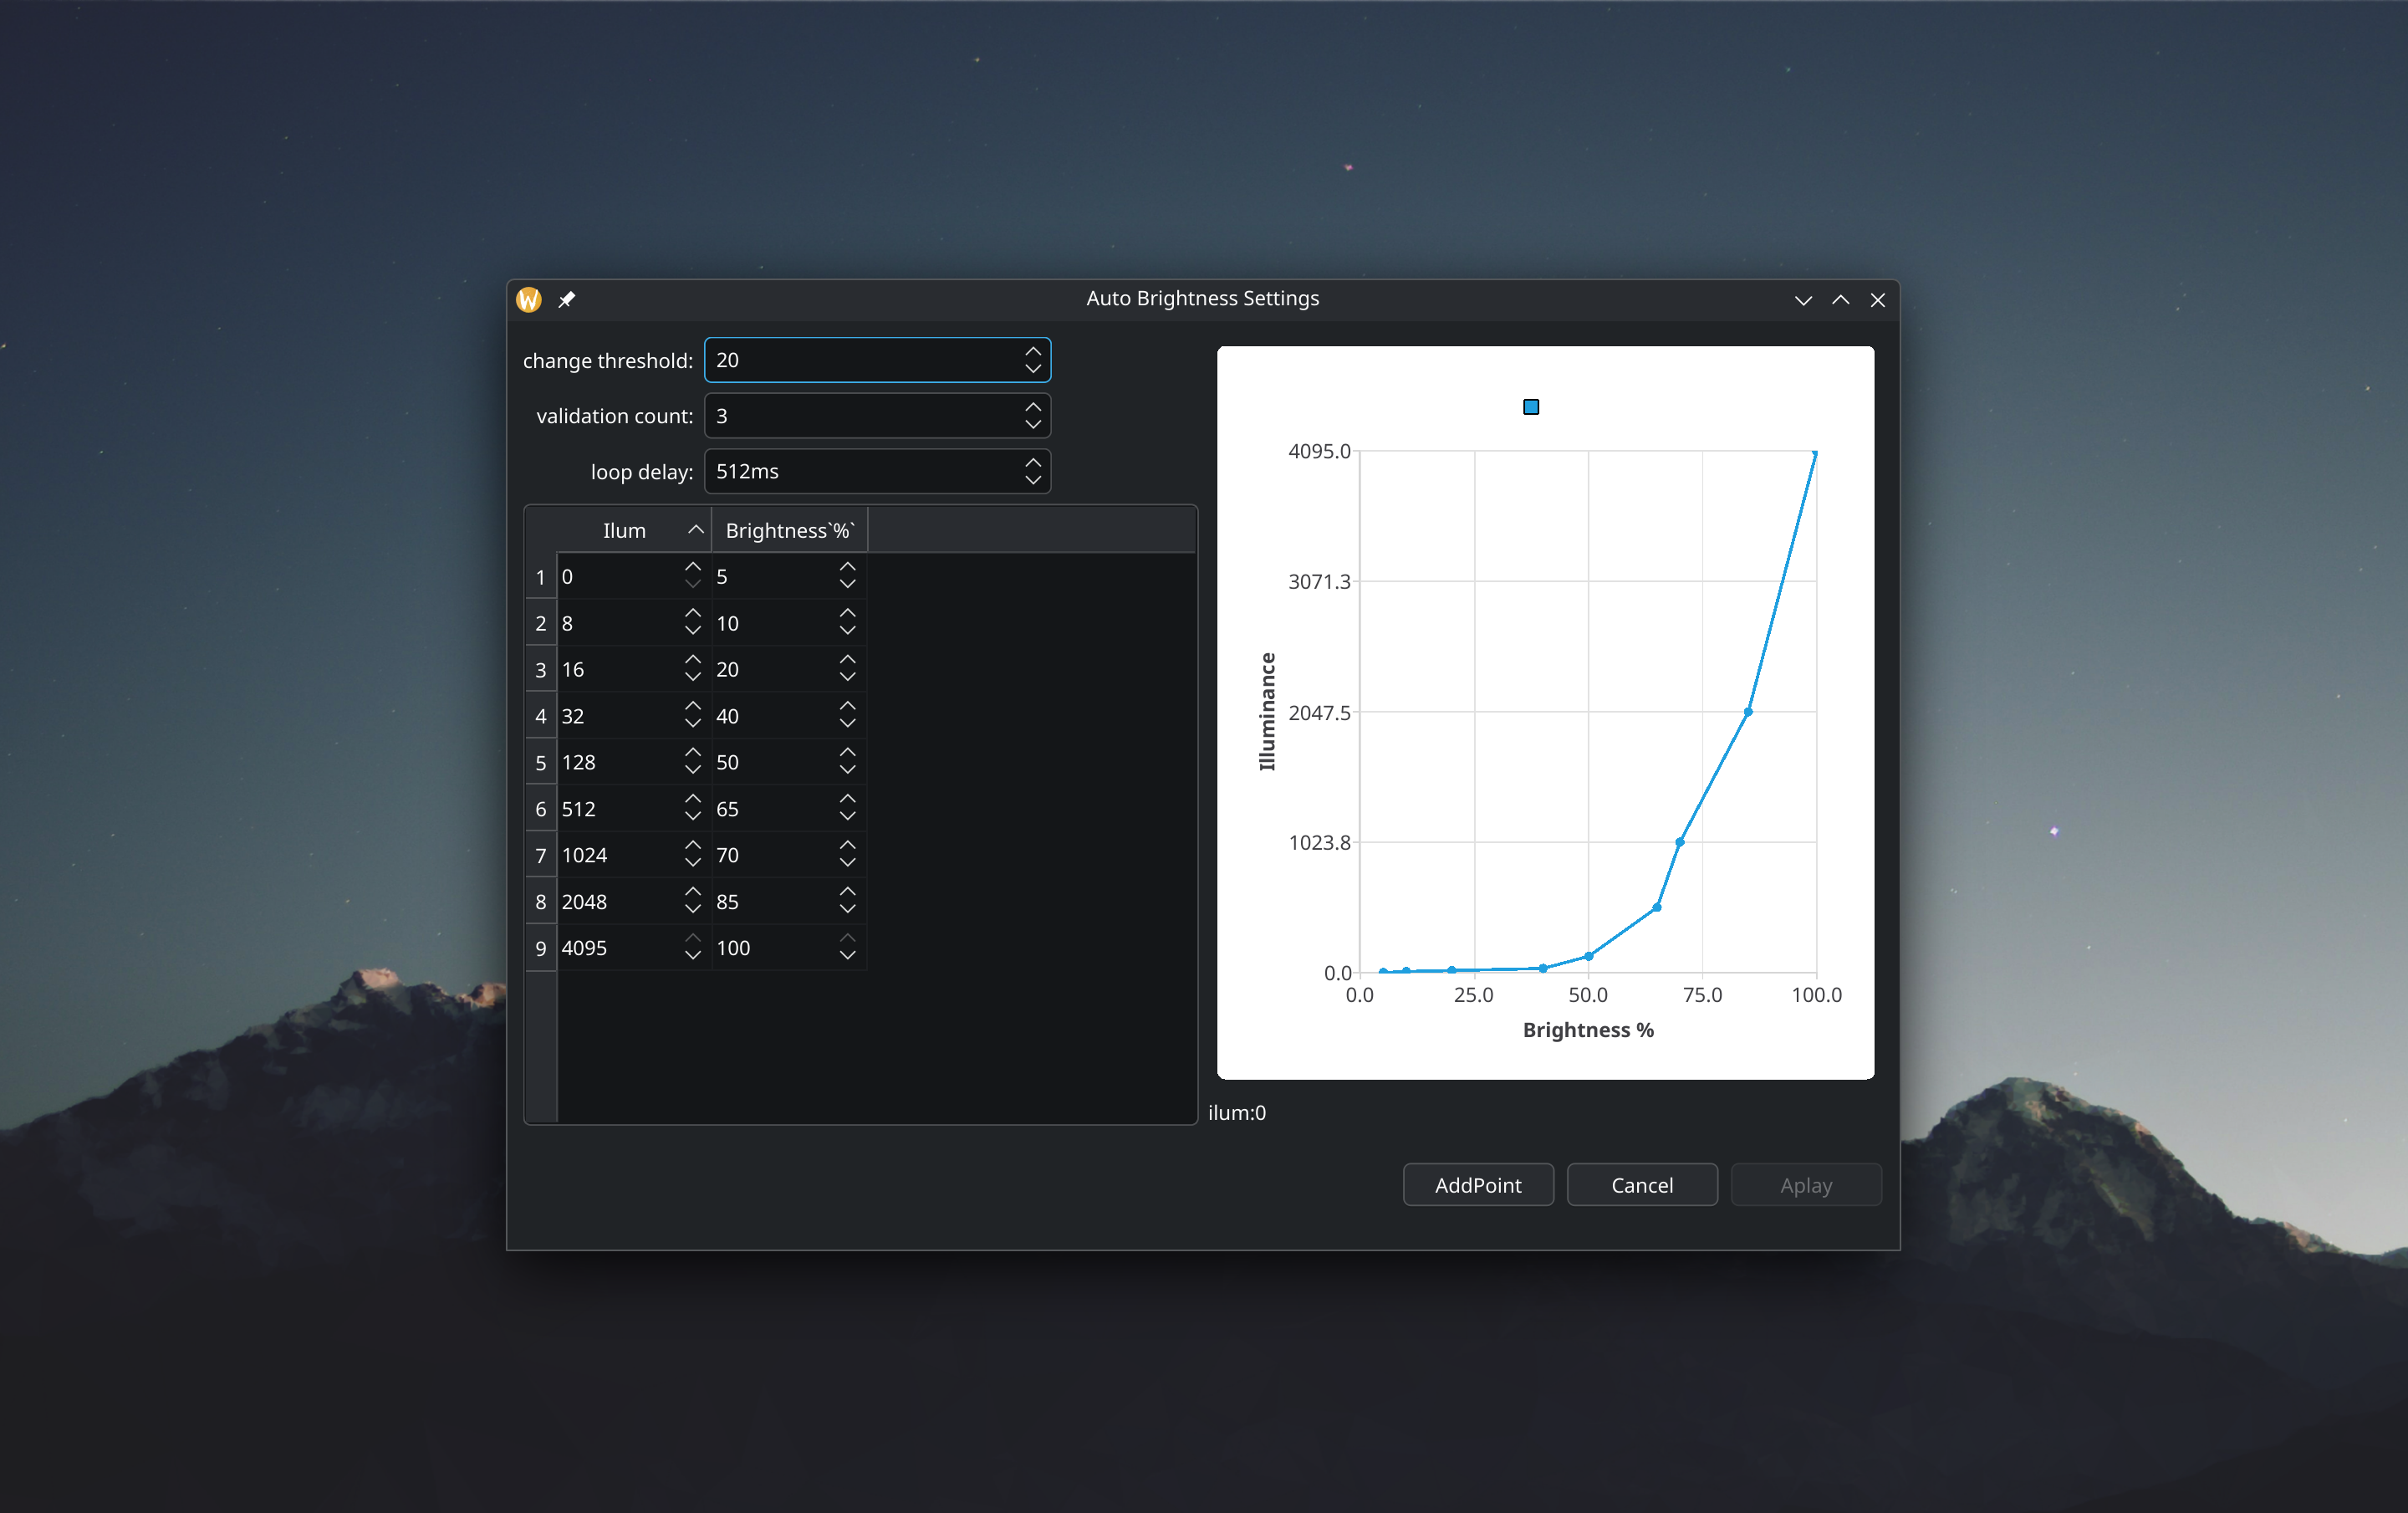 W
Auto Brightness Settings
change threshold: 20
validation count: 3
loop delay: 512ms
Ilum Brightness`%`
1 0 5
2 8 10
3 16 20
4 32 40
5 128 50
6 512 65
7 1024 70
8 2048 85
9 4095 100
4095.0
3071.3
2047.5
1023.8
0.0
Illuminance
0.0 25.0 50.0 75.0 100.0
Brightness %
ilum:0
AddPoint Cancel Aplay